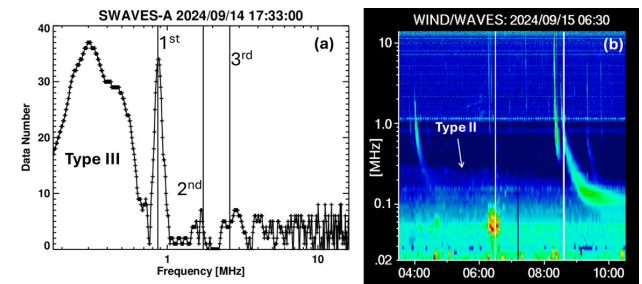 SWAVES-A 2024/09/14 17:33:00
40
30
20
10
0
Data Number
1st
(a)
3rd
Type III
2nd
1
10
Frequency [MHz]
WIND/WAVES: 2024/09/15 06:30
(b)
10
1.0
0.1
.02
[MHz]
Type II
04:00 06:00 08:00 10:00